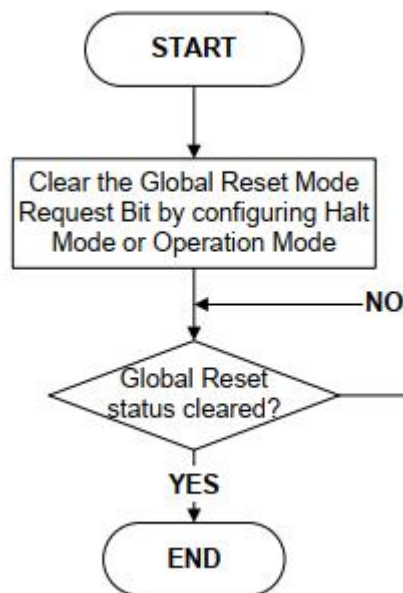 START
Clear the Global Reset Mode
Request Bit by configuring Halt
Mode or Operation Mode
NO
Global Reset
status cleared?
YES
END